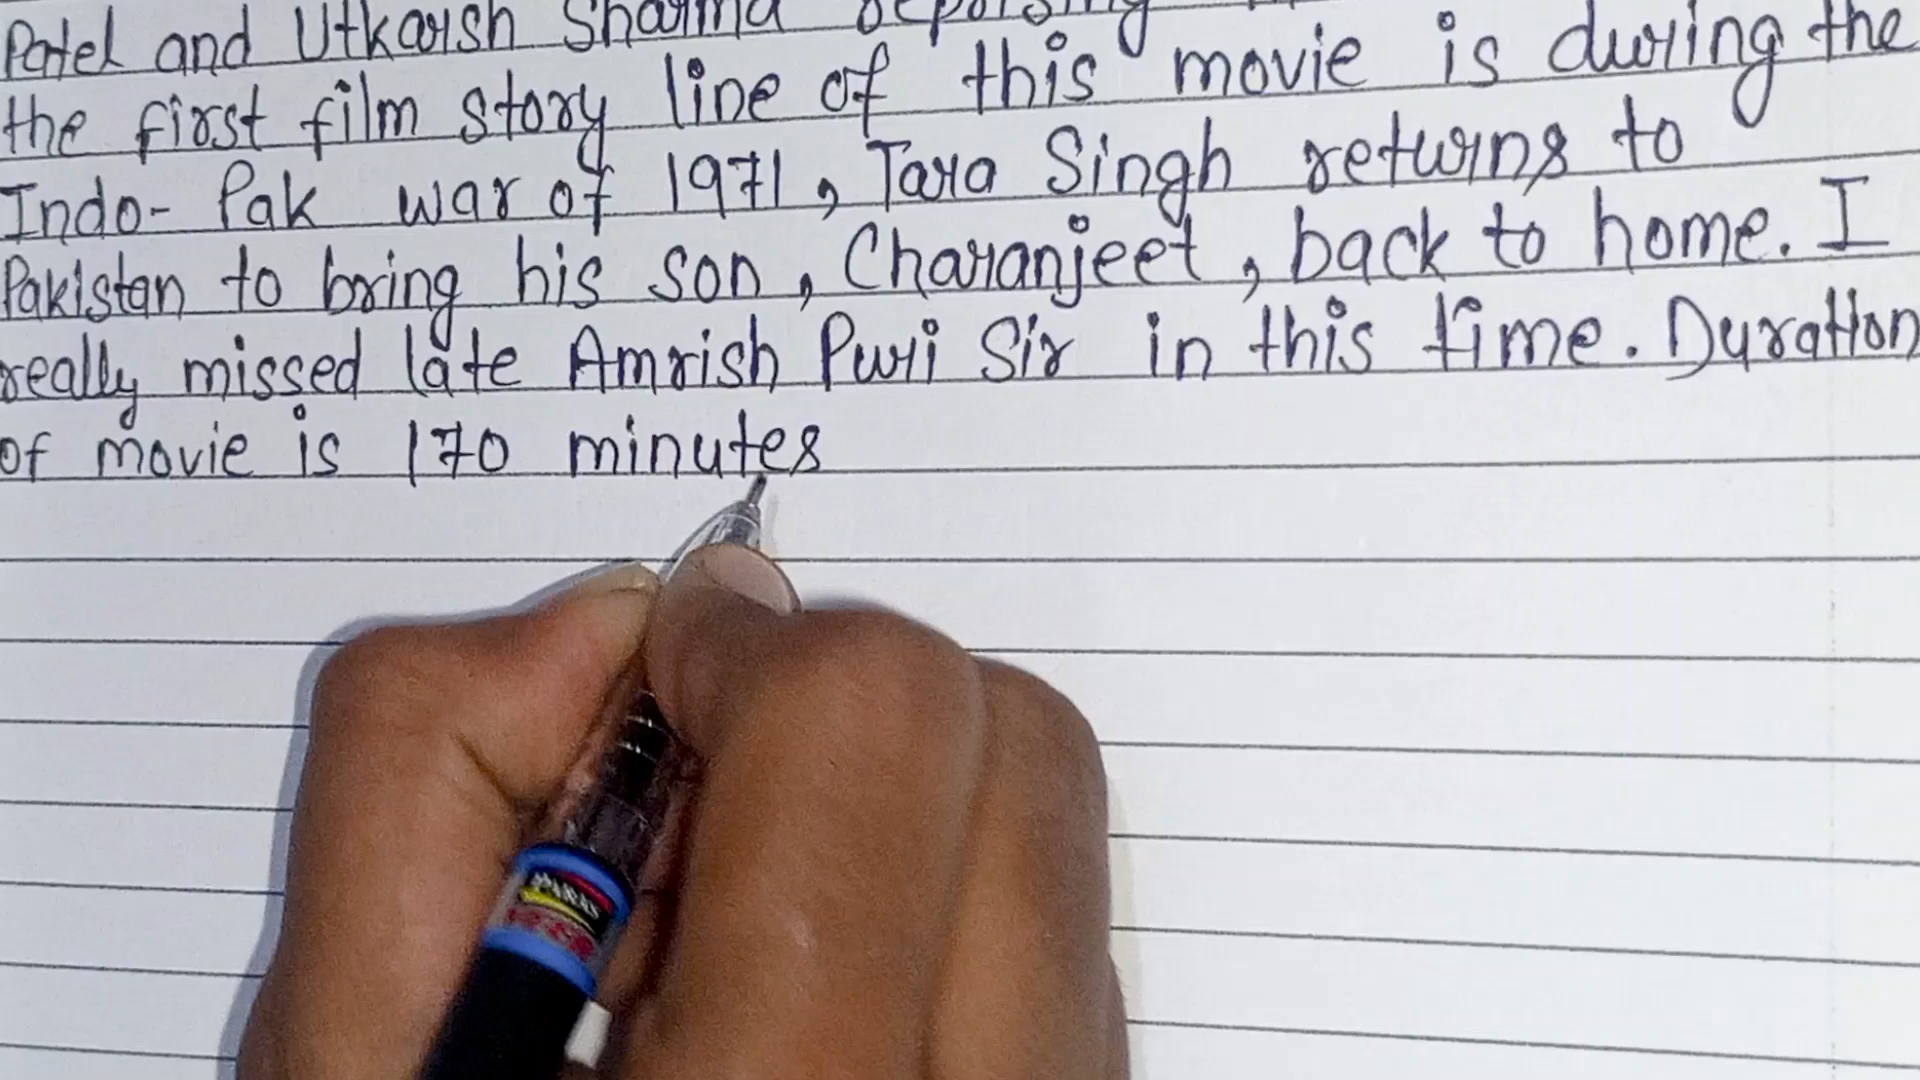 Patel and Utkarsh Sharma
the first film story line of this movie is during the
Indo- Pak war of 1971, Tara Singh returns to
Pakistan to bring his son, Charanjeet, back to home. I
really missed late Amrish Puri Sir in this time. Duration
of movie is 170 minutes